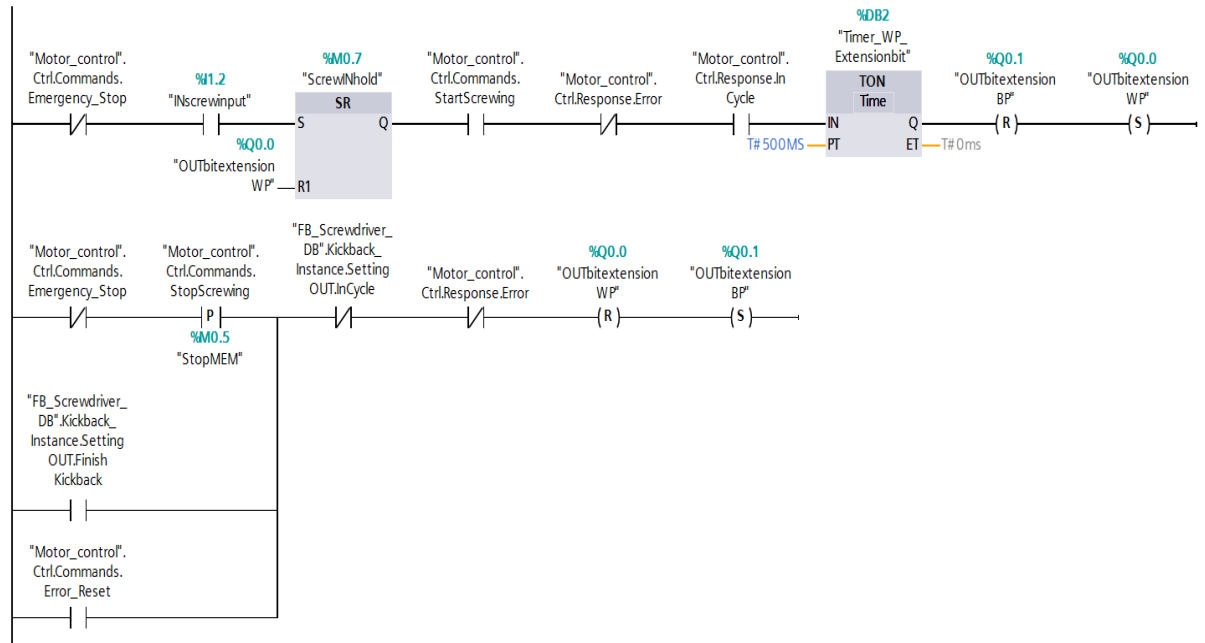 %DB2
"Timer_WP_
Extensionbit"
"Motor_control".
Ctrl.Commands.
Emergency_Stop
%I1.2
"INscrewinput"
%M0.7
"ScrewINhold"
"Motor_control".
Ctrl.Commands.
StartScrewing
"Motor_control".
Ctrl.Response.Error
"Motor_control".
Ctrl.Response.In
Cycle
%Q0.1
"OUTbitextension
BP"
%Q0.0
"OUTbitextension
WP"
SR
TON
Time
S Q
IN Q
R
S
%Q0.0
"OUTbitextension
WP"
R1
T#500MS
PT ET
T#0ms
"Motor_control".
Ctrl.Commands.
Emergency_Stop
"Motor_control".
Ctrl.Commands.
StopScrewing
"FB_Screwdriver_
DB".Kickback_
Instance.Setting
OUT.InCycle
"Motor_control".
Ctrl.Response.Error
%Q0.0
"OUTbitextension
WP"
%Q0.1
"OUTbitextension
BP"
P
R
S
%M0.5
"StopMEM"
"FB_Screwdriver_
DB".Kickback_
Instance.Setting
OUT.Finish
Kickback
"Motor_control".
Ctrl.Commands.
Error_Reset